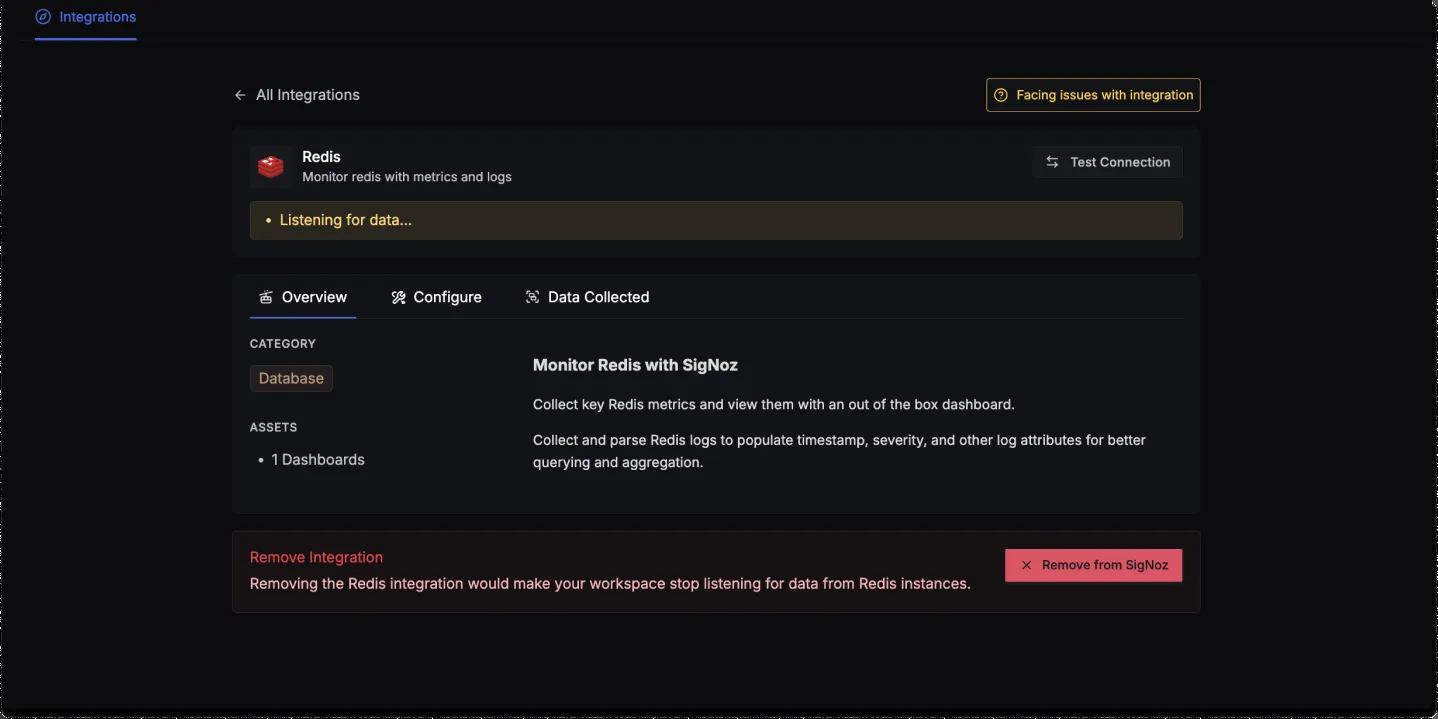 Integrations
All Integrations
Facing issues with integration
Redis
Monitor redis with metrics and logs
Test Connection
• Listening for data...
Overview
Configure
Data Collected
CATEGORY
Database
ASSETS
• 1 Dashboards
Monitor Redis with SigNoz
Collect key Redis metrics and view them with an out of the box dashboard.
Collect and parse Redis logs to populate timestamp, severity, and other log attributes for better
querying and aggregation.
Remove Integration
Removing the Redis integration would make your workspace stop listening for data from Redis instances.
Remove from SigNoz